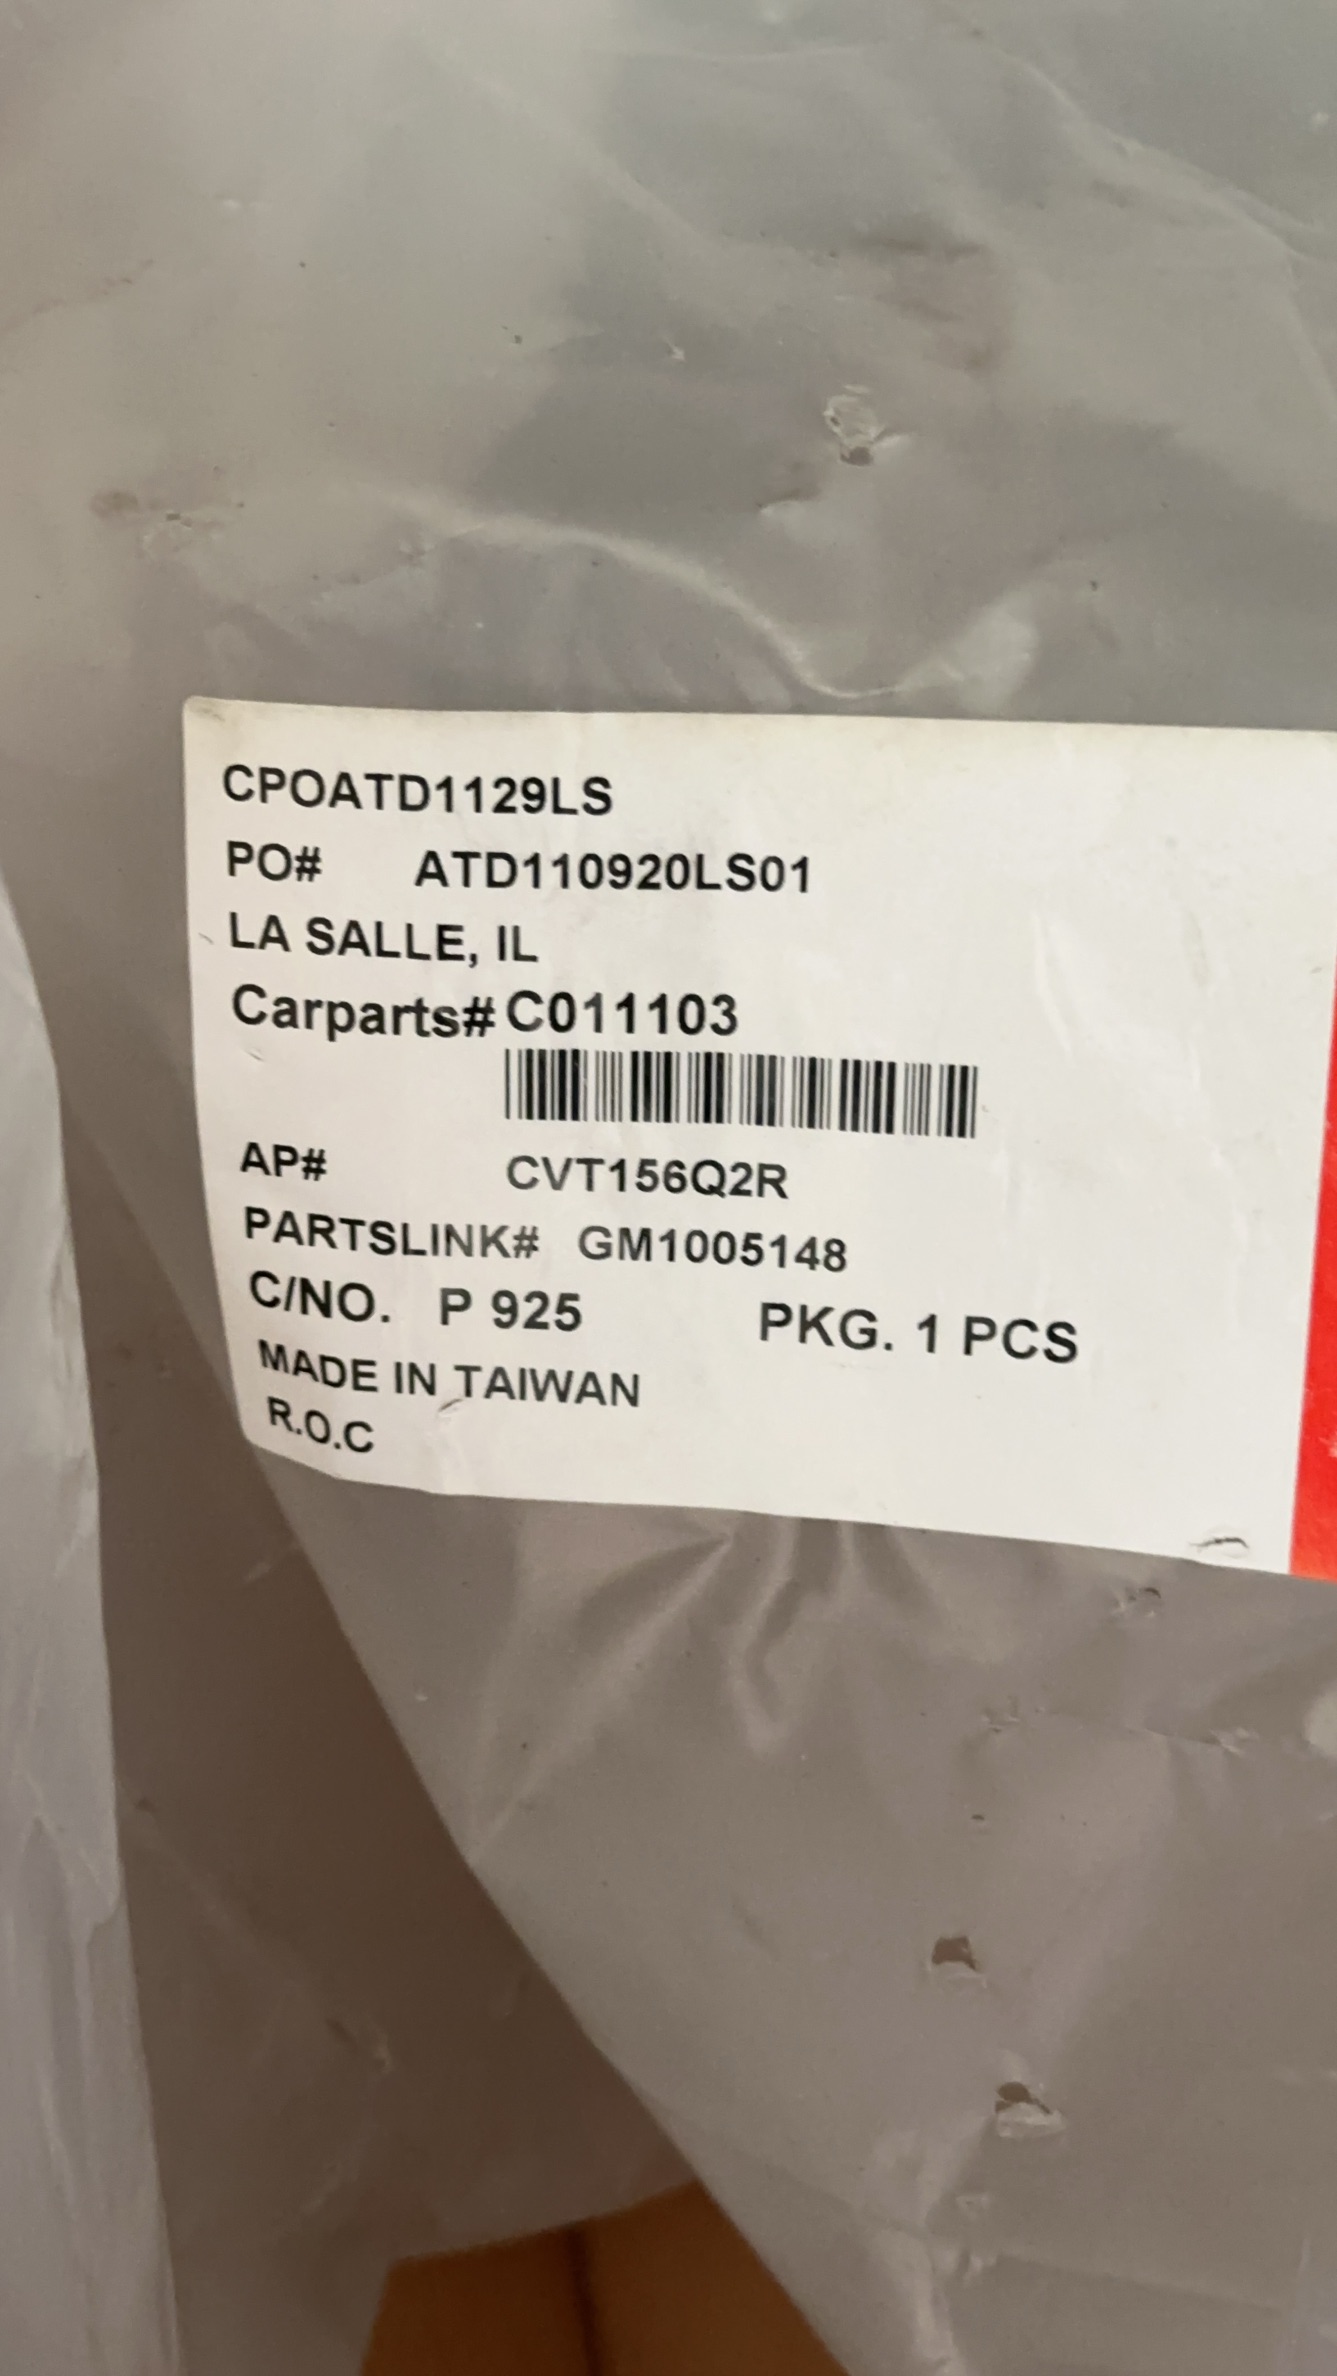 CPOATD1129LS
PO# ATD110920LS01
LA SALLE, IL
Carparts# C011103
AP# CVT156Q2R
PARTSLINK# GM1005148
C/NO. P 925 PKG. 1 PCS
MADE IN TAIWAN
R.O.C